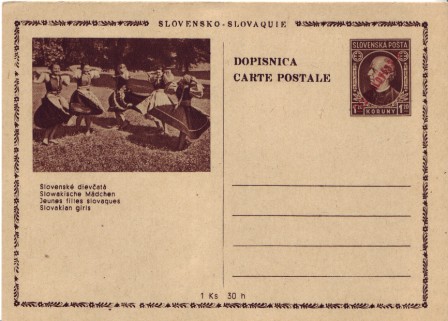 SLOVENSKO - SLOVAQUIE
DOPISNICA
CARTE POSTALE
SLOVENSKÁ POSTA
KORUNY
Slovenské dievčatá
Slowakische Mädchen
Jeunes filles slovaques
Slovakian girls
1 Ks 30 h